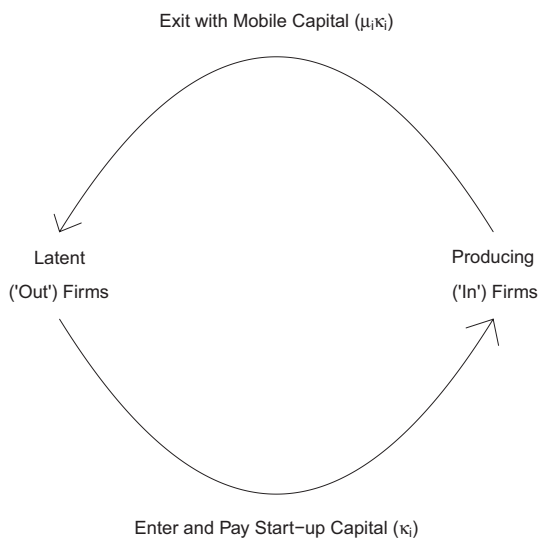 Exit with Mobile Capital (μᵢκᵢ)
Latent
('Out') Firms
Producing
('In') Firms
Enter and Pay Start−up Capital (κᵢ)